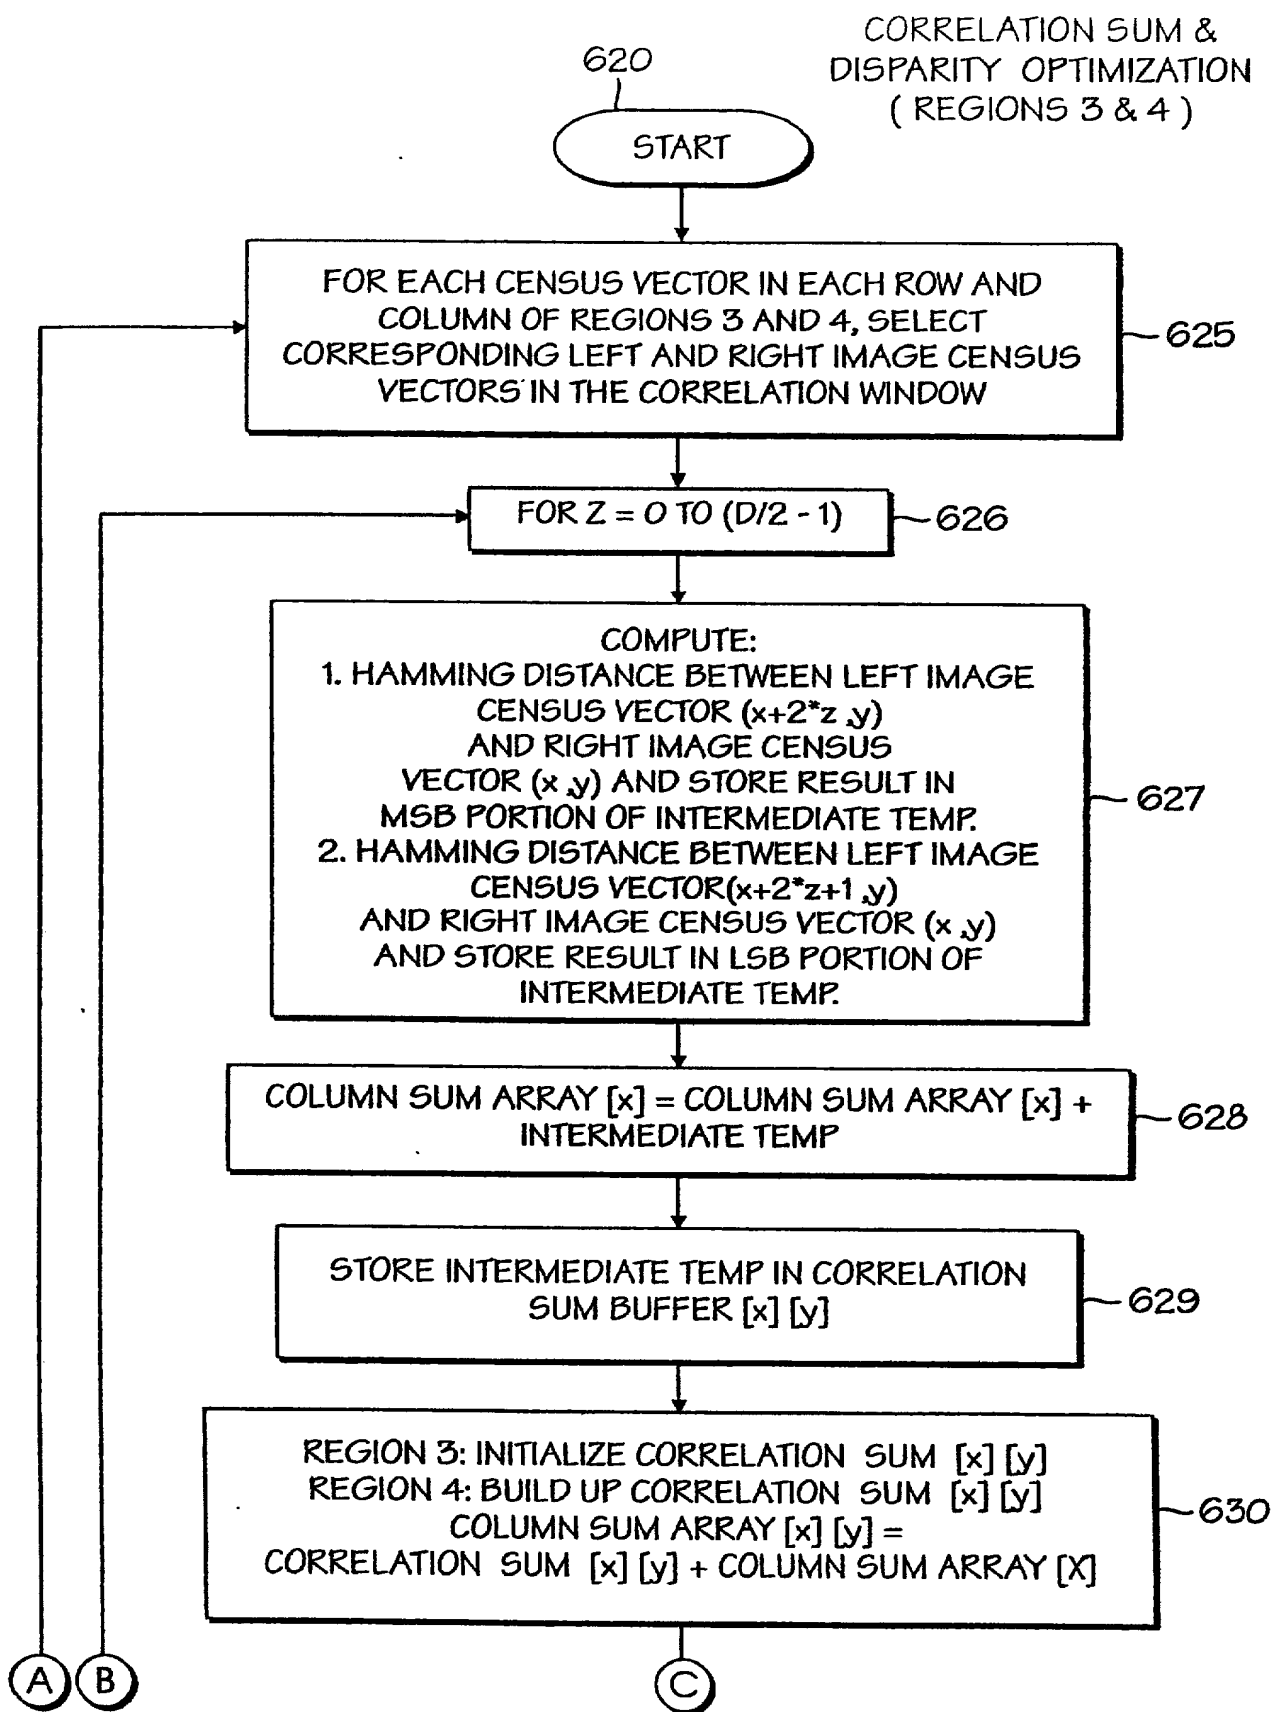 CORRELATION SUM &
DISPARITY OPTIMIZATION
( REGIONS 3 & 4 )
620
START
FOR EACH CENSUS VECTOR IN EACH ROW AND
COLUMN OF REGIONS 3 AND 4, SELECT
CORRESPONDING LEFT AND RIGHT IMAGE CENSUS
VECTORS IN THE CORRELATION WINDOW
625
FOR Z = 0 TO (D/2 - 1)
626
COMPUTE:
1. HAMMING DISTANCE BETWEEN LEFT IMAGE
CENSUS VECTOR (x+2*z ,y)
AND RIGHT IMAGE CENSUS
VECTOR (x ,y) AND STORE RESULT IN
MSB PORTION OF INTERMEDIATE TEMP.
2. HAMMING DISTANCE BETWEEN LEFT IMAGE
CENSUS VECTOR(x+2*z+1 ,y)
AND RIGHT IMAGE CENSUS VECTOR (x ,y)
AND STORE RESULT IN LSB PORTION OF
INTERMEDIATE TEMP.
627
COLUMN SUM ARRAY [x] = COLUMN SUM ARRAY [x] +
INTERMEDIATE TEMP
628
STORE INTERMEDIATE TEMP IN CORRELATION
SUM BUFFER [x] [y]
629
REGION 3: INITIALIZE CORRELATION SUM [x] [y]
REGION 4: BUILD UP CORRELATION SUM [x] [y]
COLUMN SUM ARRAY [x] [y] =
CORRELATION SUM [x] [y] + COLUMN SUM ARRAY [X]
630
A B C